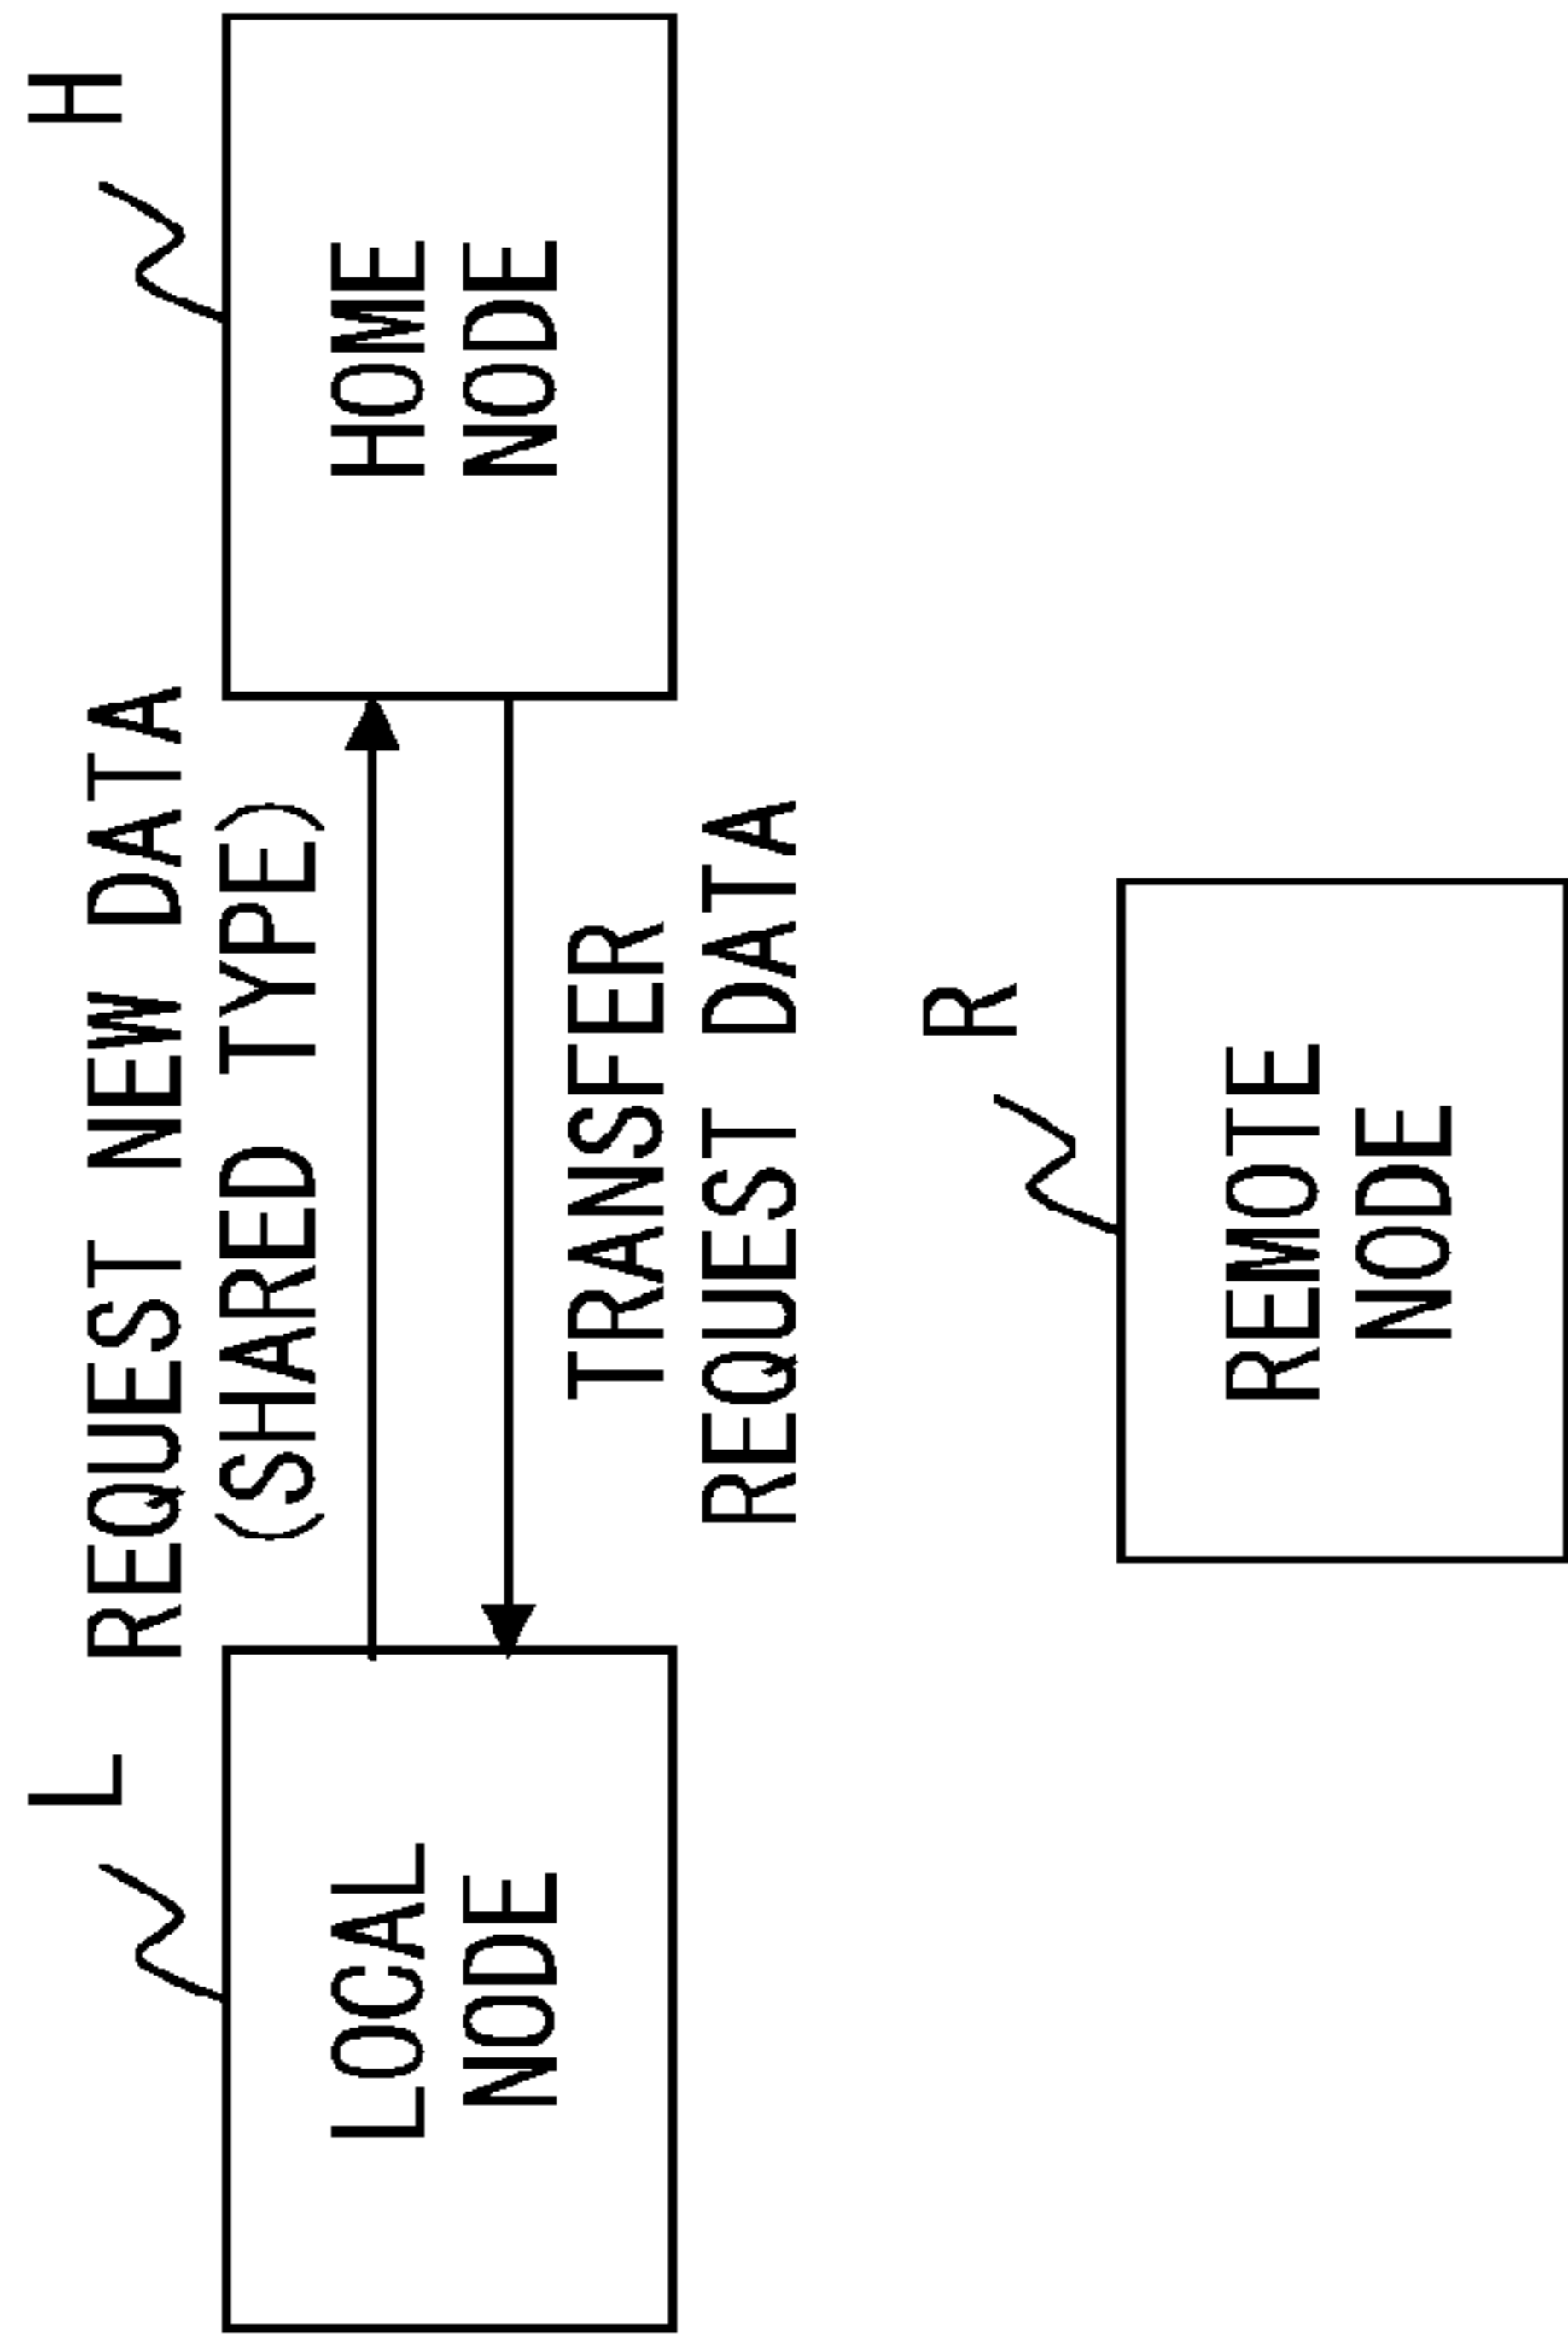 L
REQUEST NEW DATA
(SHARED TYPE)
H
LOCAL
NODE
HOME
NODE
TRANSFER
REQUEST DATA
R
REMOTE
NODE